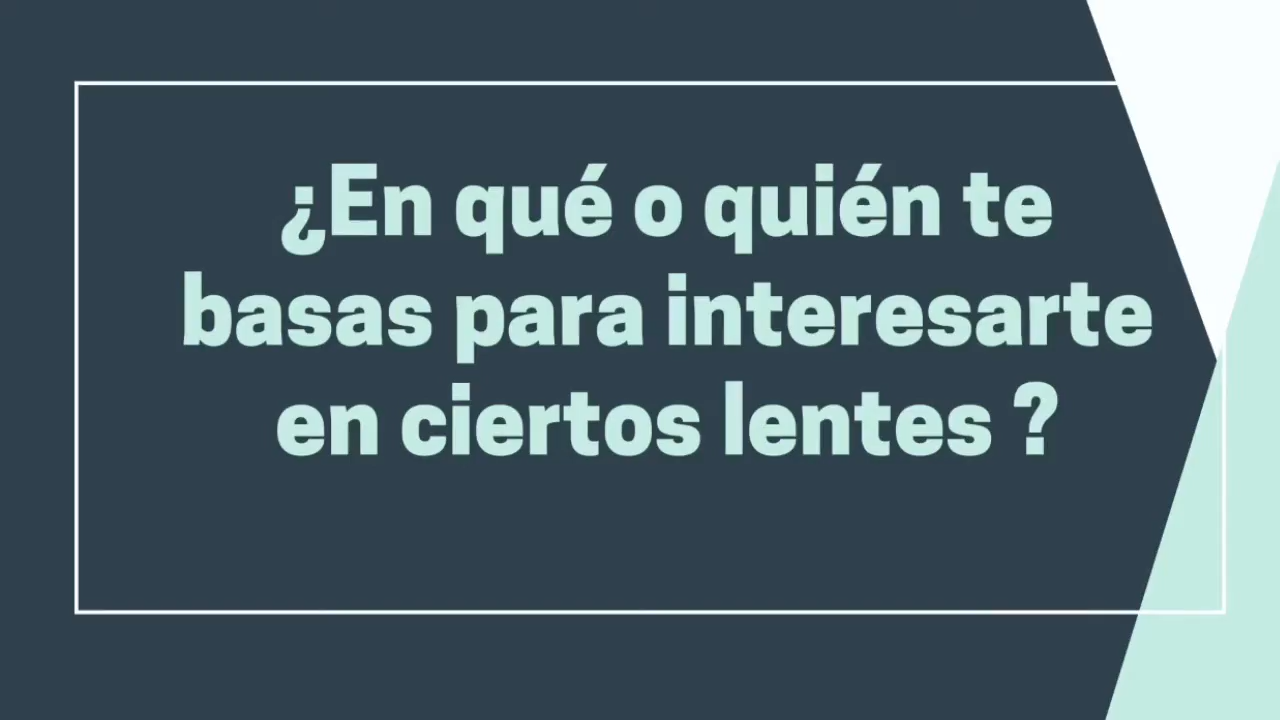 ¿En qué o quién te
basas para interesarte
en ciertos lentes ?